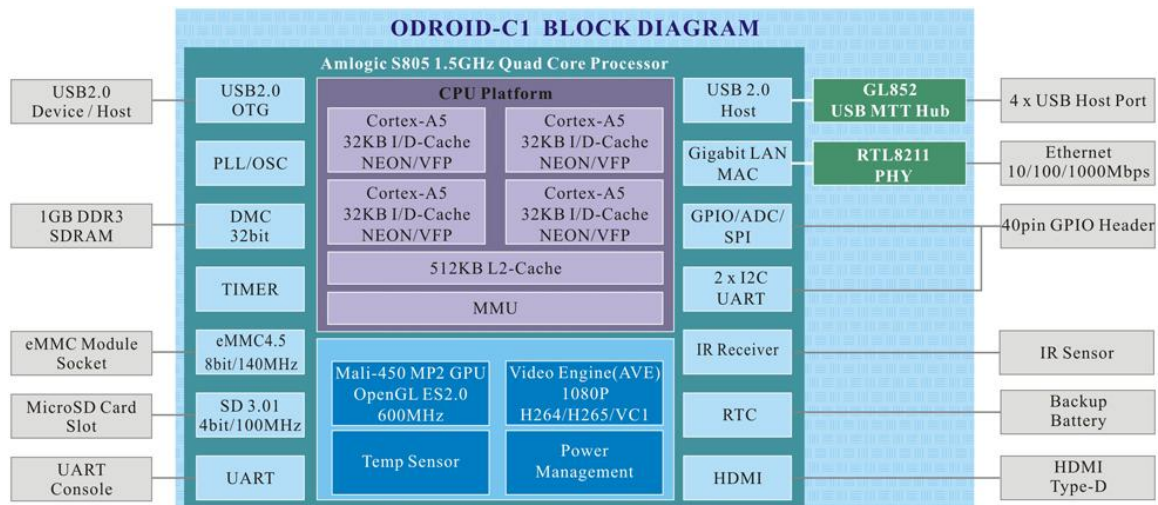 ODROID-C1 BLOCK DIAGRAM
Amlogic S805 1.5GHz Quad Core Processor
USB2.0
Device / Host
1GB DDR3
SDRAM
eMMC Module
Socket
MicroSD Card
Slot
UART
Console
USB2.0
OTG
PLL/OSC
DMC
32bit
TIMER
eMMC4.5
8bit/140MHz
SD 3.01
4bit/100MHz
UART
CPU Platform
Cortex-A5
32KB I/D-Cache
NEON/VFP
Cortex-A5
32KB I/D-Cache
NEON/VFP
Cortex-A5
32KB I/D-Cache
NEON/VFP
Cortex-A5
32KB I/D-Cache
NEON/VFP
512KB L2-Cache
MMU
Mali-450 MP2 GPU
OpenGL ES2.0
600MHz
Video Engine(AVE)
1080P
H264/H265/VC1
Temp Sensor
Power
Management
USB 2.0
Host
Gigabit LAN
MAC
GPIO/ADC/
SPI
2 x I2C
UART
IR Receiver
RTC
HDMI
GL852
USB MTT Hub
RTL8211
PHY
4 x USB Host Port
Ethernet
10/100/1000Mbps
40pin GPIO Header
IR Sensor
Backup
Battery
HDMI
Type-D